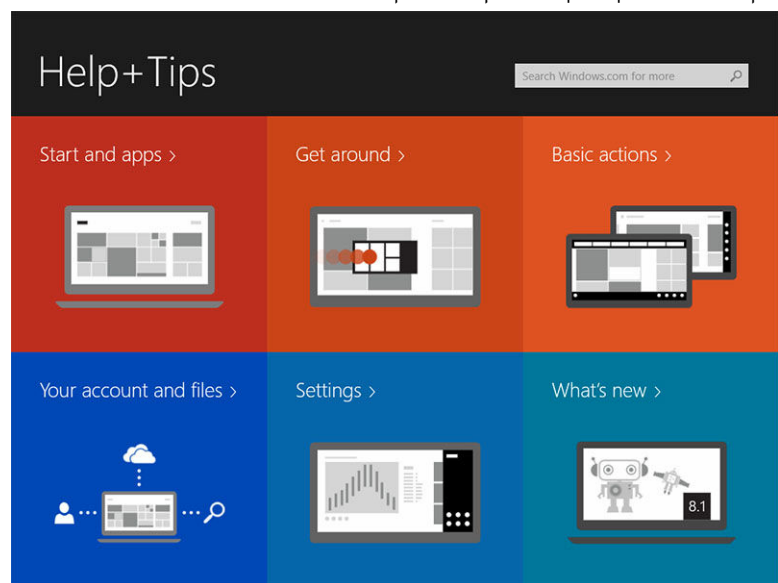 Help+Tips
Search Windows.com for more
Start and apps >
Get around >
Basic actions >
Your account and files >
Settings >
What's new >
8.1